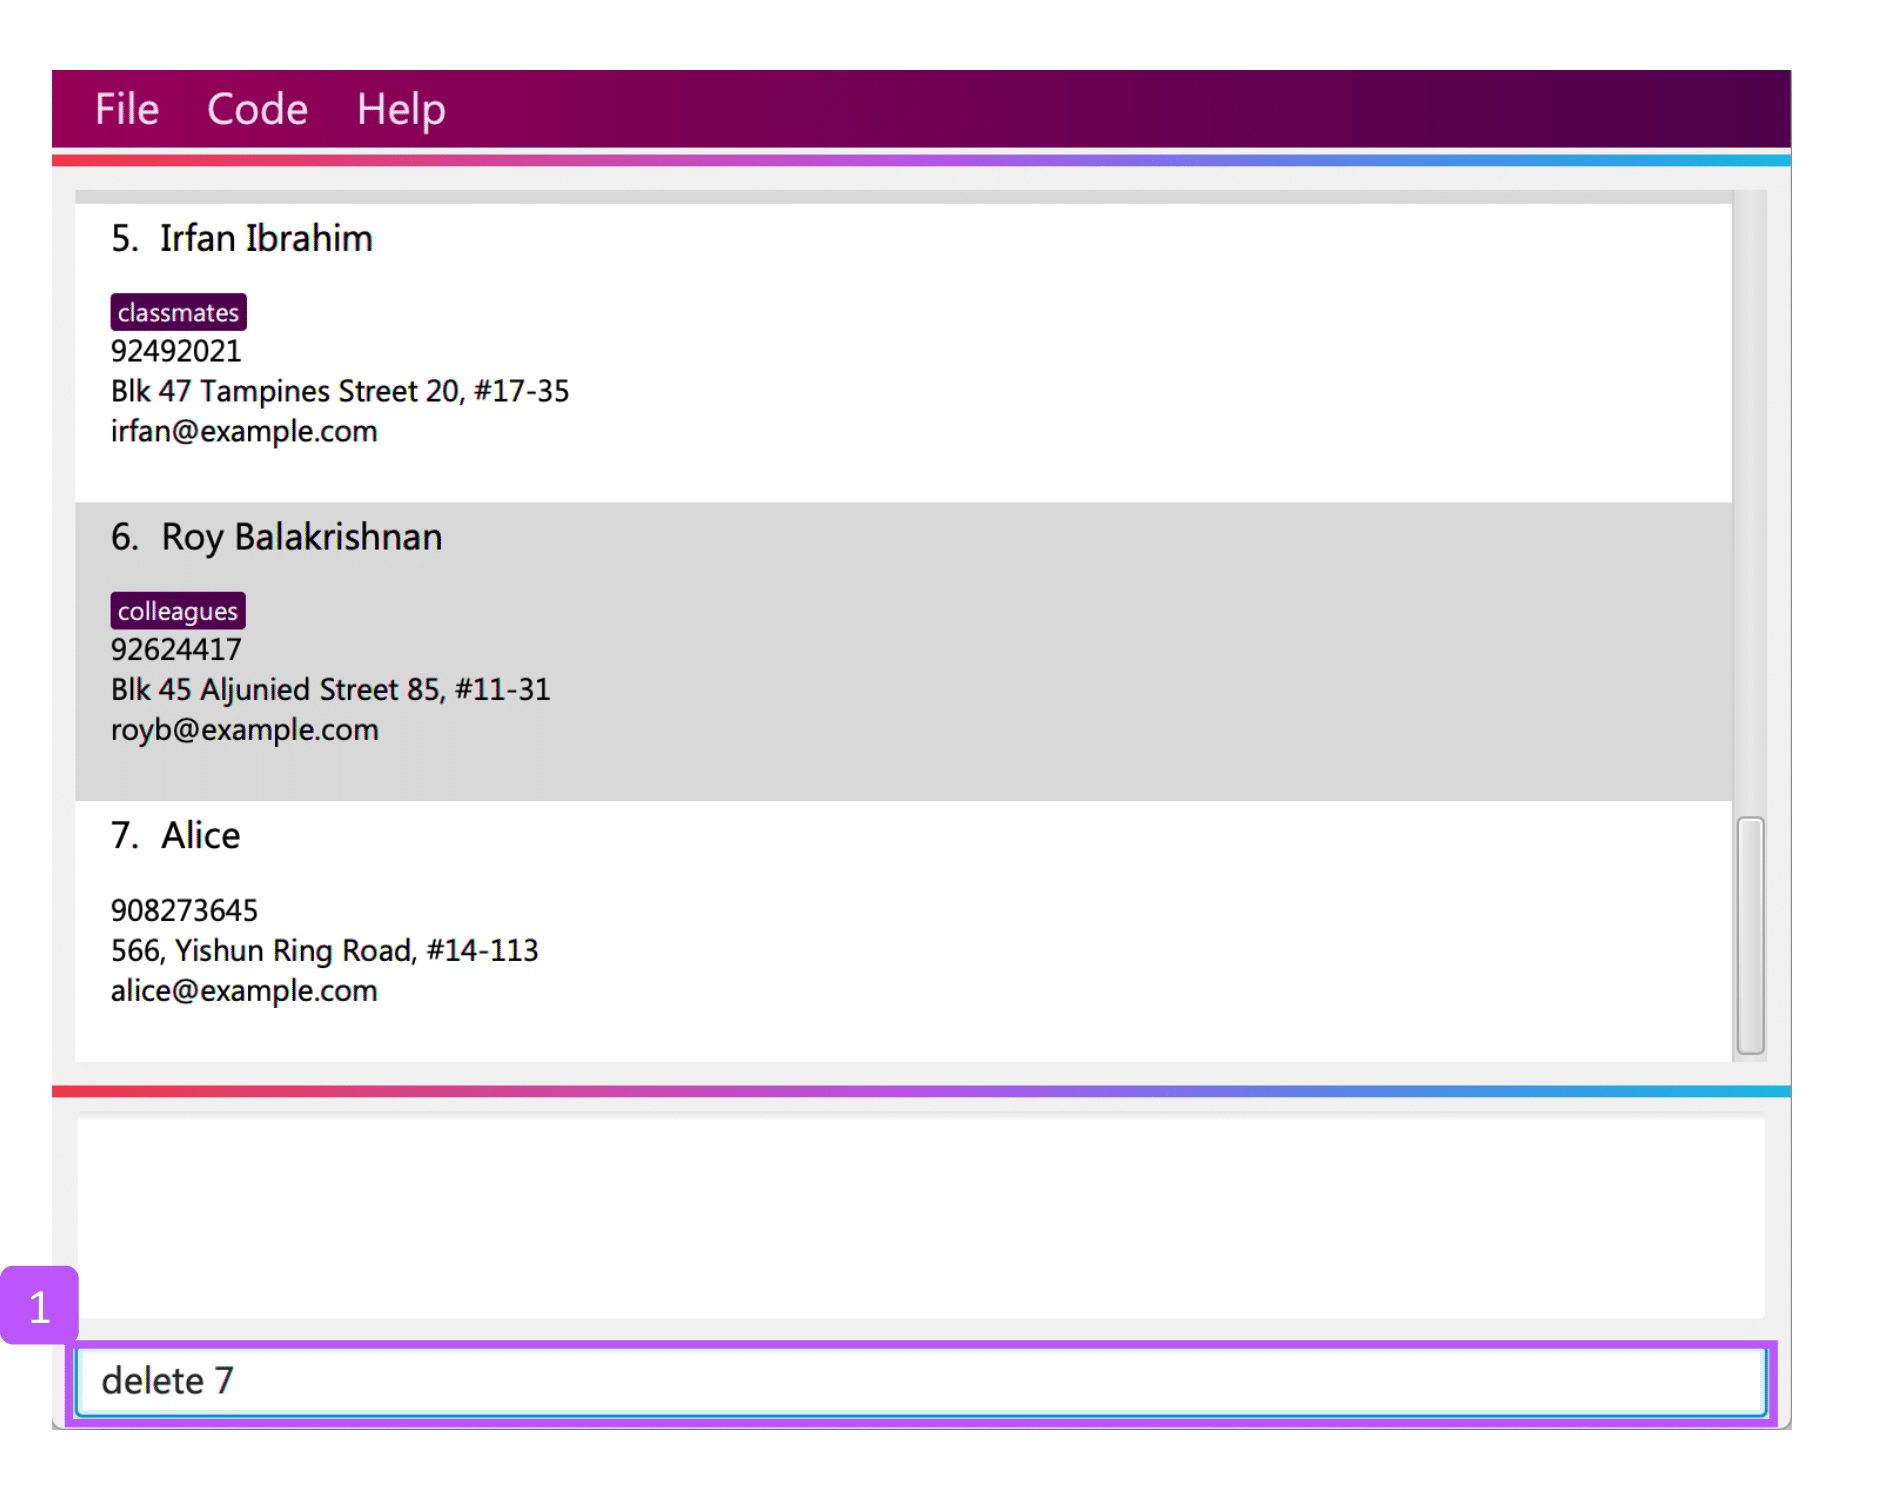 File Code Help
5. Irfan Ibrahim
classmates
92492021
Blk 47 Tampines Street 20, #17-35
irfan@example.com
6. Roy Balakrishnan
colleagues
92624417
Blk 45 Aljunied Street 85, #11-31
royb@example.com
7. Alice
908273645
566, Yishun Ring Road, #14-113
alice@example.com
1
delete 7